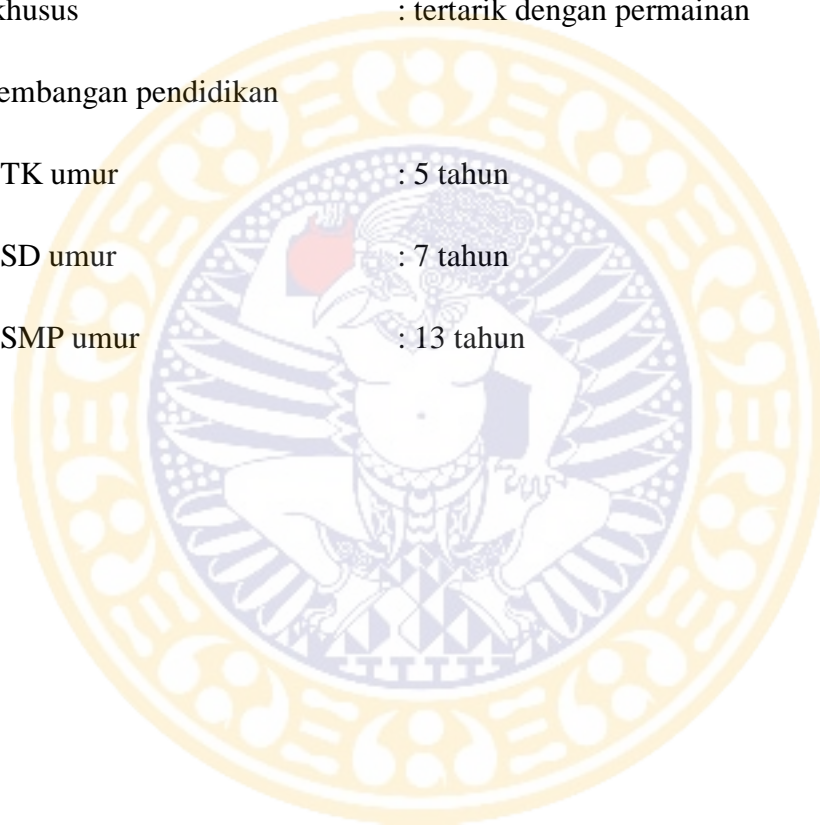 khusus : tertarik dengan permainan
embangan pendidikan
TK umur : 5 tahun
SD umur : 7 tahun
SMP umur : 13 tahun